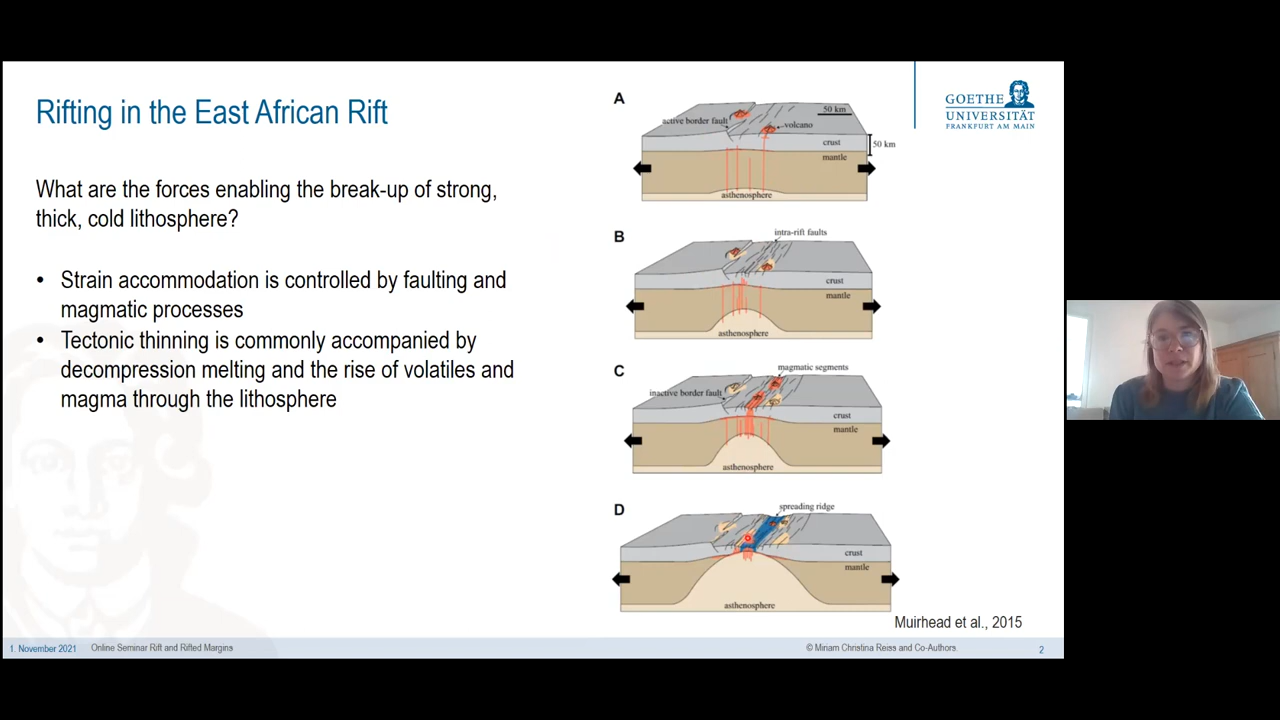 Rifting in the East African Rift
GOETHE
UNIVERSITÄT
FRANKFURT AM MAIN
What are the forces enabling the break-up of strong,
thick, cold lithosphere?
• Strain accommodation is controlled by faulting and
magmatic processes
• Tectonic thinning is commonly accompanied by
decompression melting and the rise of volatiles and
magma through the lithosphere
A
50 km
active border fault
volcano
crust
50 km
mantle
asthenosphere
B
intra-rift faults
crust
mantle
asthenosphere
C
magmatic segments
inactive border fault
crust
mantle
asthenosphere
D
spreading ridge
crust
mantle
asthenosphere
Muirhead et al., 2015
1. November 2021
Online Seminar Rift and Rifted Margins
© Miriam Christina Reiss and Co-Authors.
2